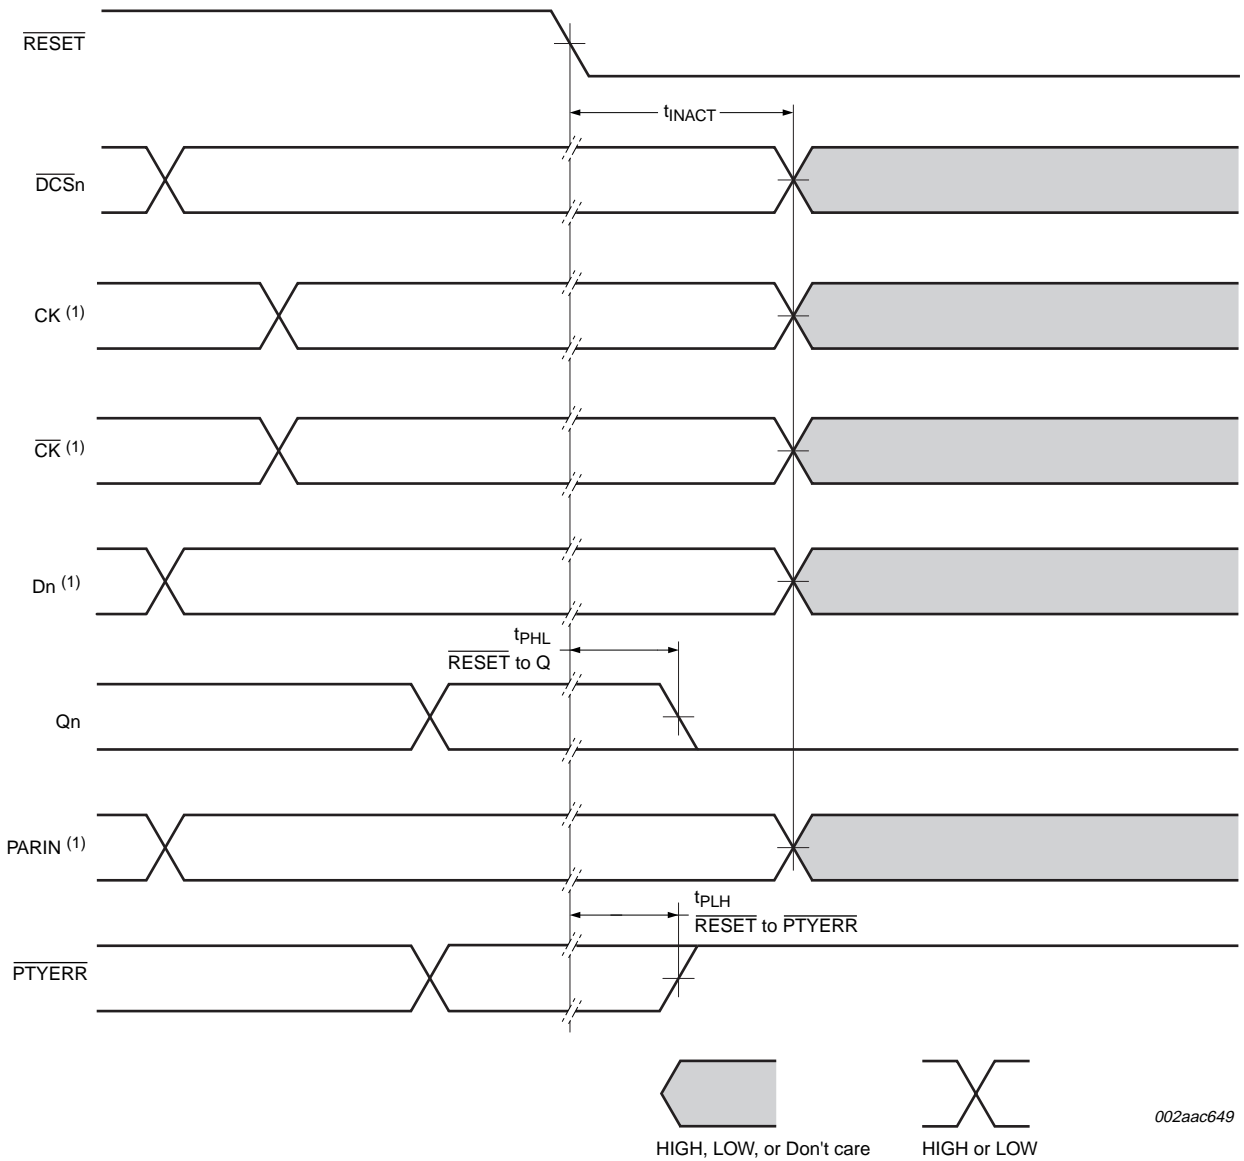 RESET
tINACT
DCSn
CK (1)
CK (1)
Dn (1)
tPHL
RESET to Q
Qn
PARIN (1)
tPLH
RESET to PTYERR
PTYERR
HIGH, LOW, or Don't care
HIGH or LOW
002aac649